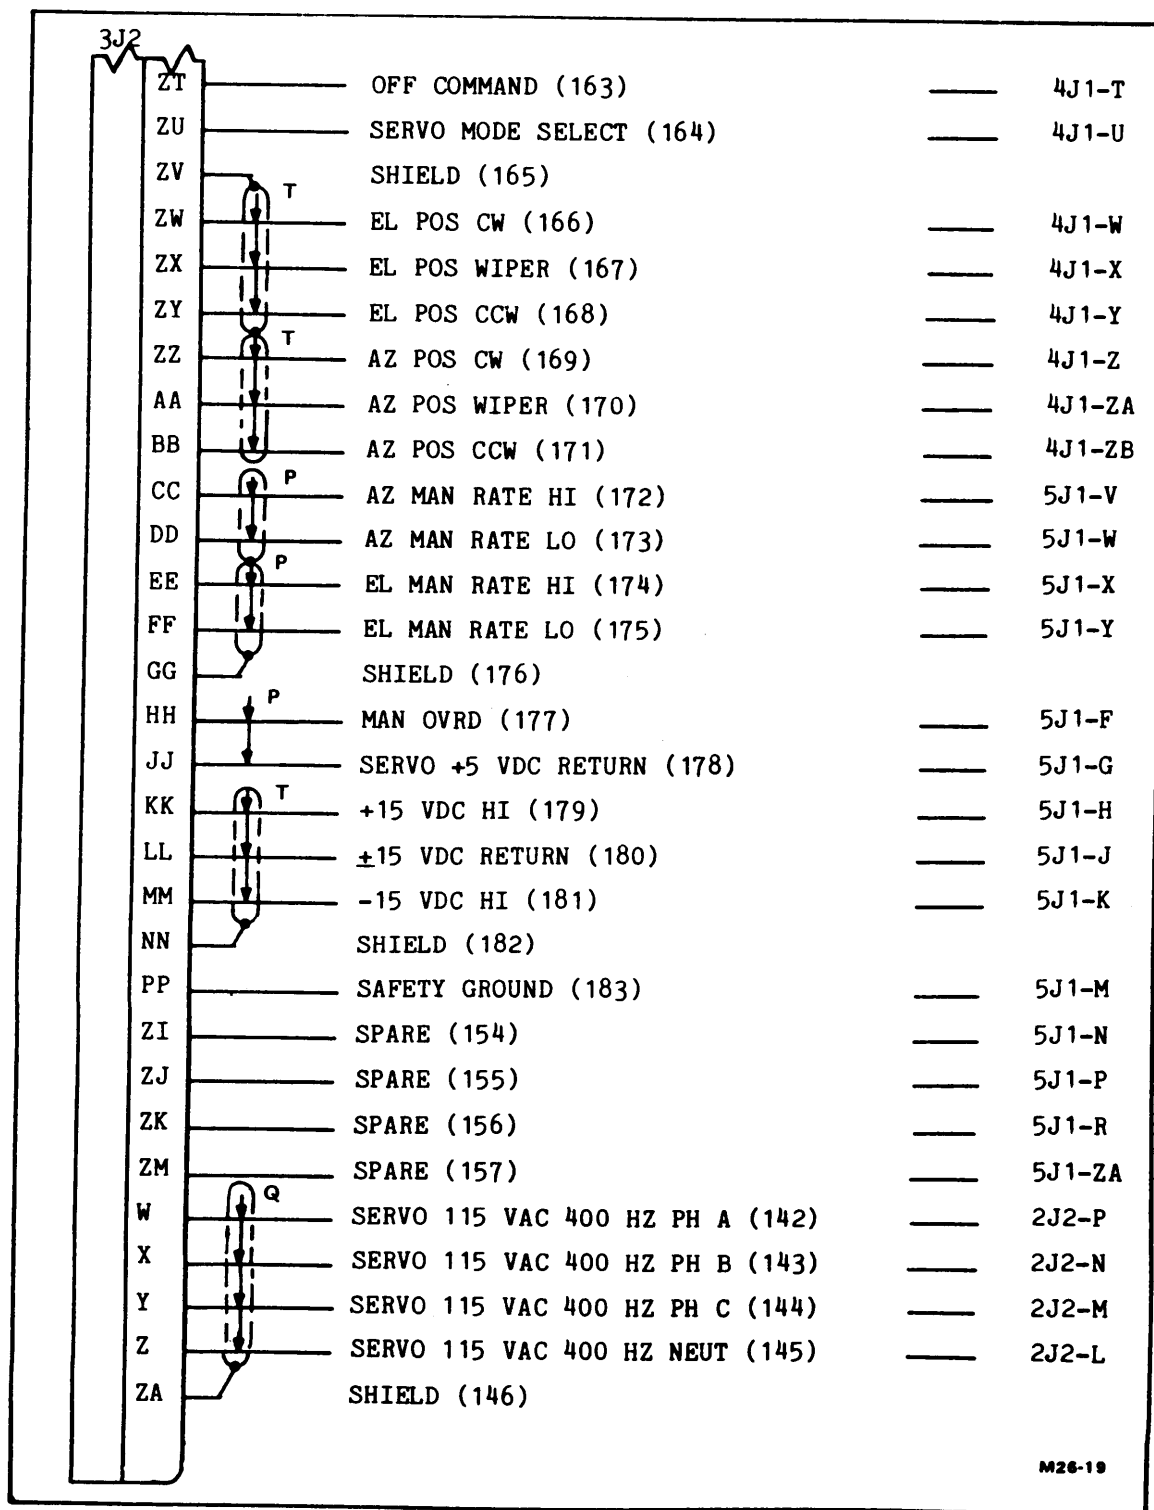 3J2
ZT OFF COMMAND (163) 4J1-T
ZU SERVO MODE SELECT (164) 4J1-U
ZV SHIELD (165)
T
ZW EL POS CW (166) 4J1-W
ZX EL POS WIPER (167) 4J1-X
ZY EL POS CCW (168) 4J1-Y
T
ZZ AZ POS CW (169) 4J1-Z
AA AZ POS WIPER (170) 4J1-ZA
BB AZ POS CCW (171) 4J1-ZB
P
CC AZ MAN RATE HI (172) 5J1-V
DD AZ MAN RATE LO (173) 5J1-W
P
EE EL MAN RATE HI (174) 5J1-X
FF EL MAN RATE LO (175) 5J1-Y
GG SHIELD (176)
P
HH MAN OVRD (177) 5J1-F
JJ SERVO +5 VDC RETURN (178) 5J1-G
T
KK +15 VDC HI (179) 5J1-H
LL ±15 VDC RETURN (180) 5J1-J
MM -15 VDC HI (181) 5J1-K
NN SHIELD (182)
PP SAFETY GROUND (183) 5J1-M
ZI SPARE (154) 5J1-N
ZJ SPARE (155) 5J1-P
ZK SPARE (156) 5J1-R
ZM SPARE (157) 5J1-ZA
Q
W SERVO 115 VAC 400 HZ PH A (142) 2J2-P
X SERVO 115 VAC 400 HZ PH B (143) 2J2-N
Y SERVO 115 VAC 400 HZ PH C (144) 2J2-M
Z SERVO 115 VAC 400 HZ NEUT (145) 2J2-L
ZA SHIELD (146)
M26-19